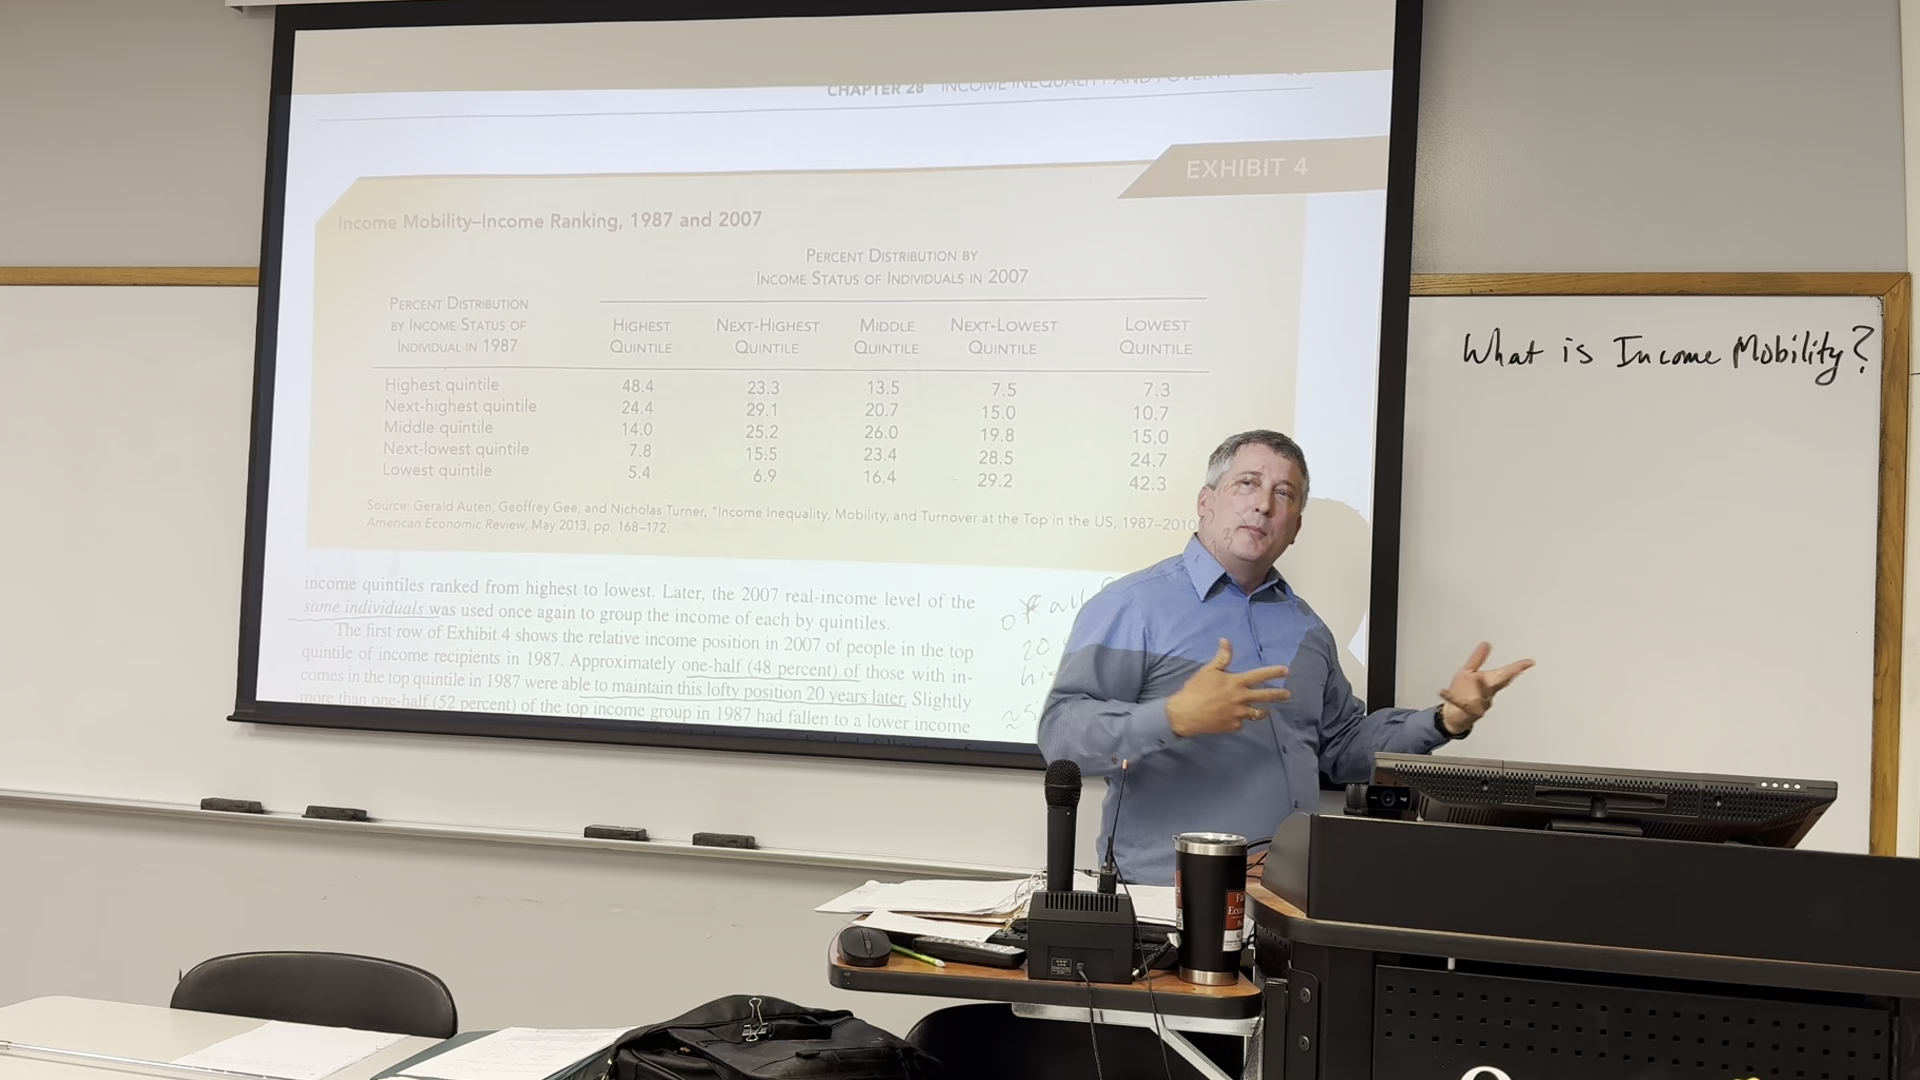 CHAPTER 28 INCOME INEQUALITY AND POVERTY
EXHIBIT 4
Income Mobility–Income Ranking, 1987 and 2007
PERCENT DISTRIBUTION BY
INCOME STATUS OF INDIVIDUALS IN 2007
PERCENT DISTRIBUTION
BY INCOME STATUS OF
INDIVIDUAL IN 1987
HIGHEST QUINTILE
NEXT-HIGHEST QUINTILE
MIDDLE QUINTILE
NEXT-LOWEST QUINTILE
LOWEST QUINTILE
Highest quintile 48.4 23.3 13.5 7.5 7.3
Next-highest quintile 24.4 29.1 20.7 15.0 10.7
Middle quintile 14.0 25.2 26.0 19.8 15.0
Next-lowest quintile 7.8 15.5 23.4 28.5 24.7
Lowest quintile 5.4 6.9 16.4 29.2 42.3
Source: Gerald Auten, Geoffrey Gee, and Nicholas Turner, "Income Inequality, Mobility, and Turnover at the Top in the US, 1987–2010
American Economic Review, May 2013, pp. 168–172.
income quintiles ranked from highest to lowest. Later, the 2007 real-income level of the
same individuals was used once again to group the income of each by quintiles.
The first row of Exhibit 4 shows the relative income position in 2007 of people in the top
quintile of income recipients in 1987. Approximately one-half (48 percent) of those with in-
comes in the top quintile in 1987 were able to maintain this lofty position 20 years later. Slightly
more than one-half (52 percent) of the top income group in 1987 had fallen to a lower income
What is Income Mobility?